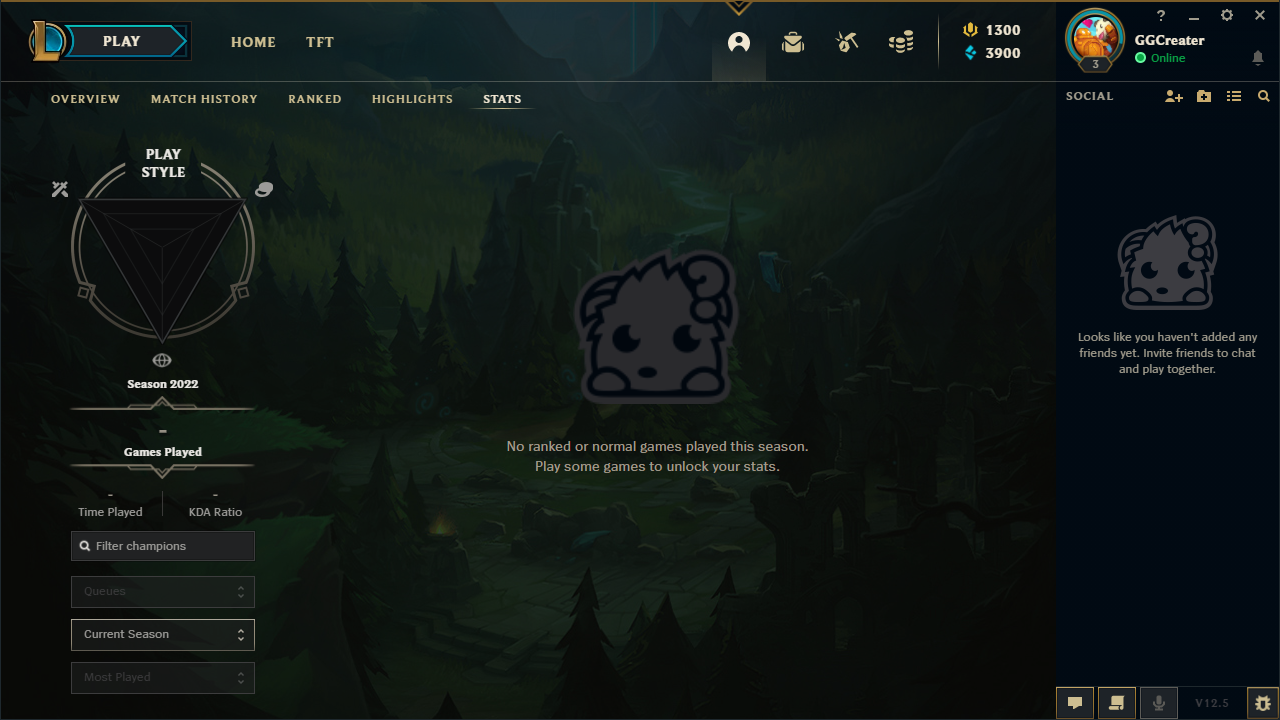 PLAY
HOME
TFT
1300
3900
?
GGCreater
3
Online
OVERVIEW
MATCH HISTORY
RANKED
HIGHLIGHTS
STATS
SOCIAL
PLAY
STYLE
Season 2022
-
Games Played
-
Time Played
-
KDA Ratio
Filter champions
Queues
Current Season
Most Played
No ranked or normal games played this season.
Play some games to unlock your stats.
Looks like you haven't added any
friends yet. Invite friends to chat
and play together.
V12.5